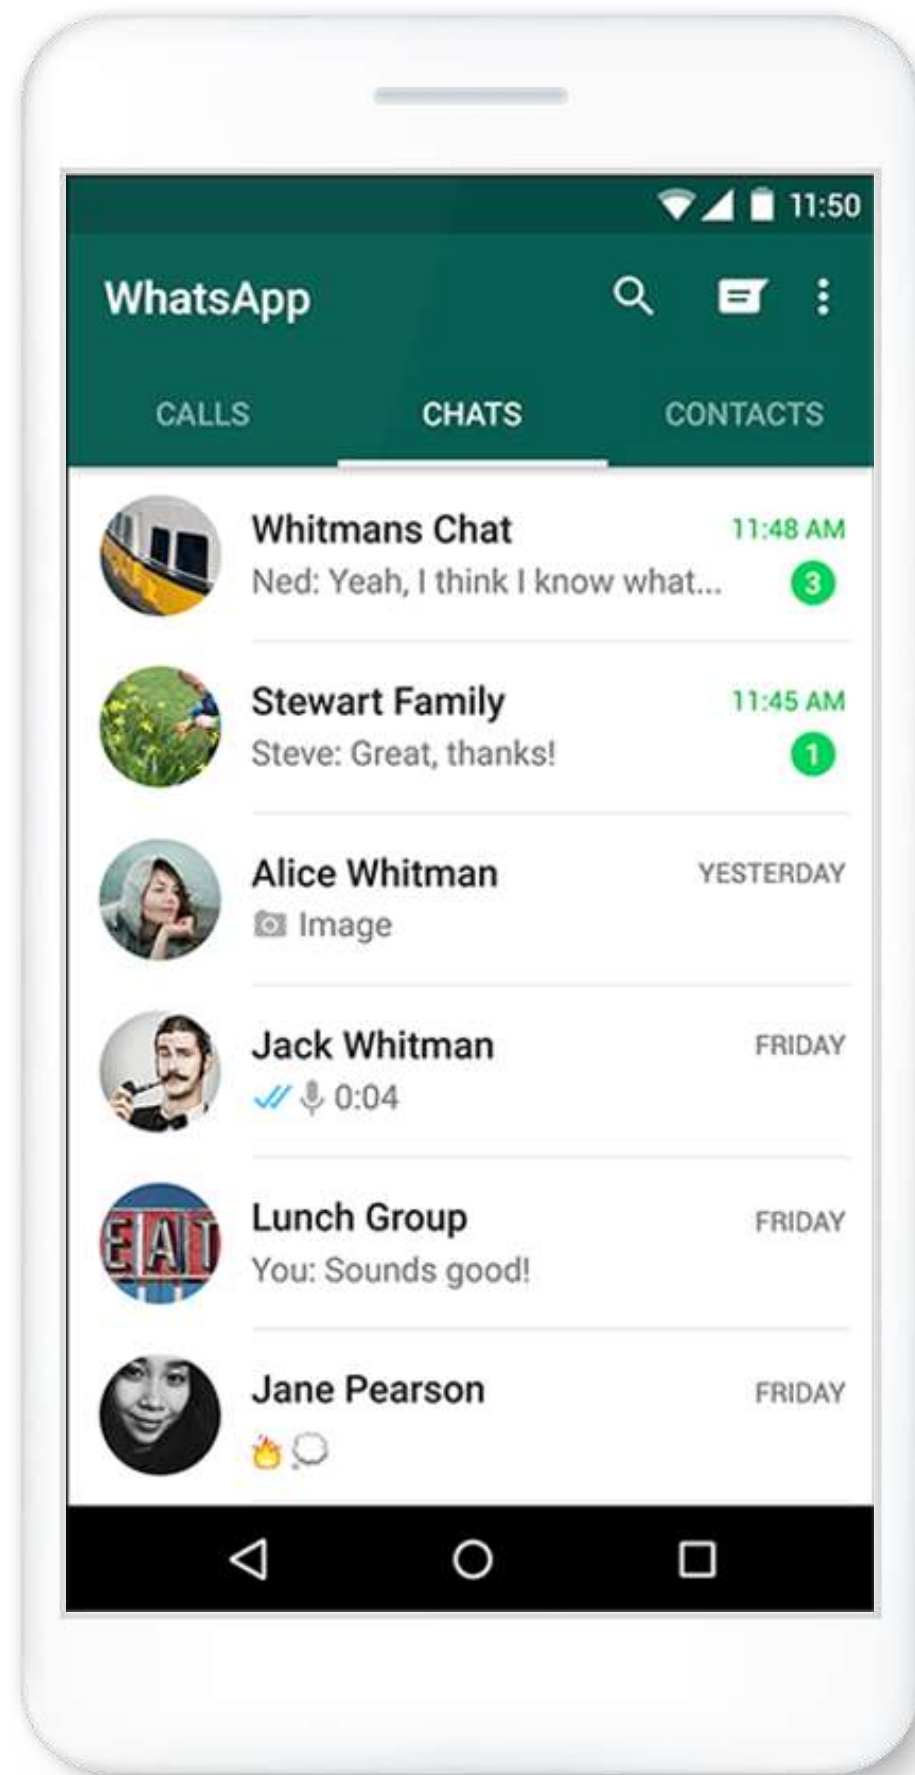 11:50
WhatsApp
CALLS CHATS CONTACTS
Whitmans Chat 11:48 AM
Ned: Yeah, I think I know what... 3
Stewart Family 11:45 AM
Steve: Great, thanks! 1
Alice Whitman YESTERDAY
Image
Jack Whitman FRIDAY
0:04
EAT
Lunch Group FRIDAY
You: Sounds good!
Jane Pearson FRIDAY
🔥💭